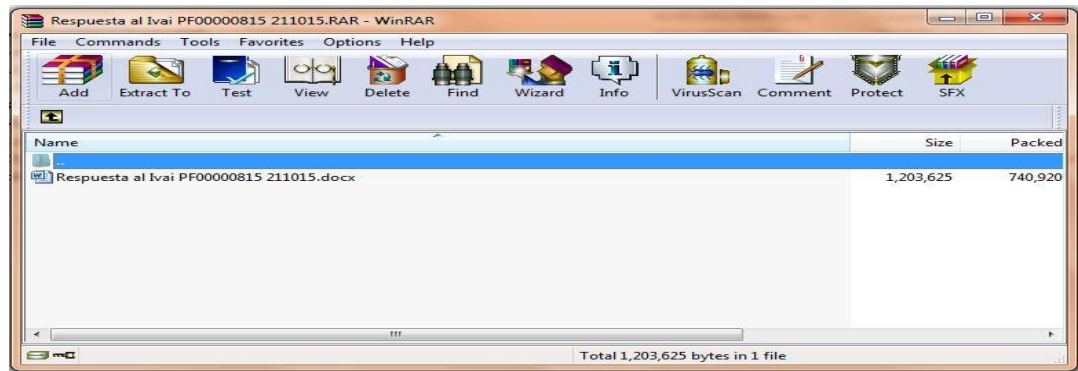 Respuesta al Ivai PF00000815 211015.RAR - WinRAR
File Commands Tools Favorites Options Help
Add Extract To Test View Delete Find Wizard Info VirusScan Comment Protect SFX
Name Size Packed
..
Respuesta al Ivai PF00000815 211015.docx 1,203,625 740,920
Total 1,203,625 bytes in 1 file